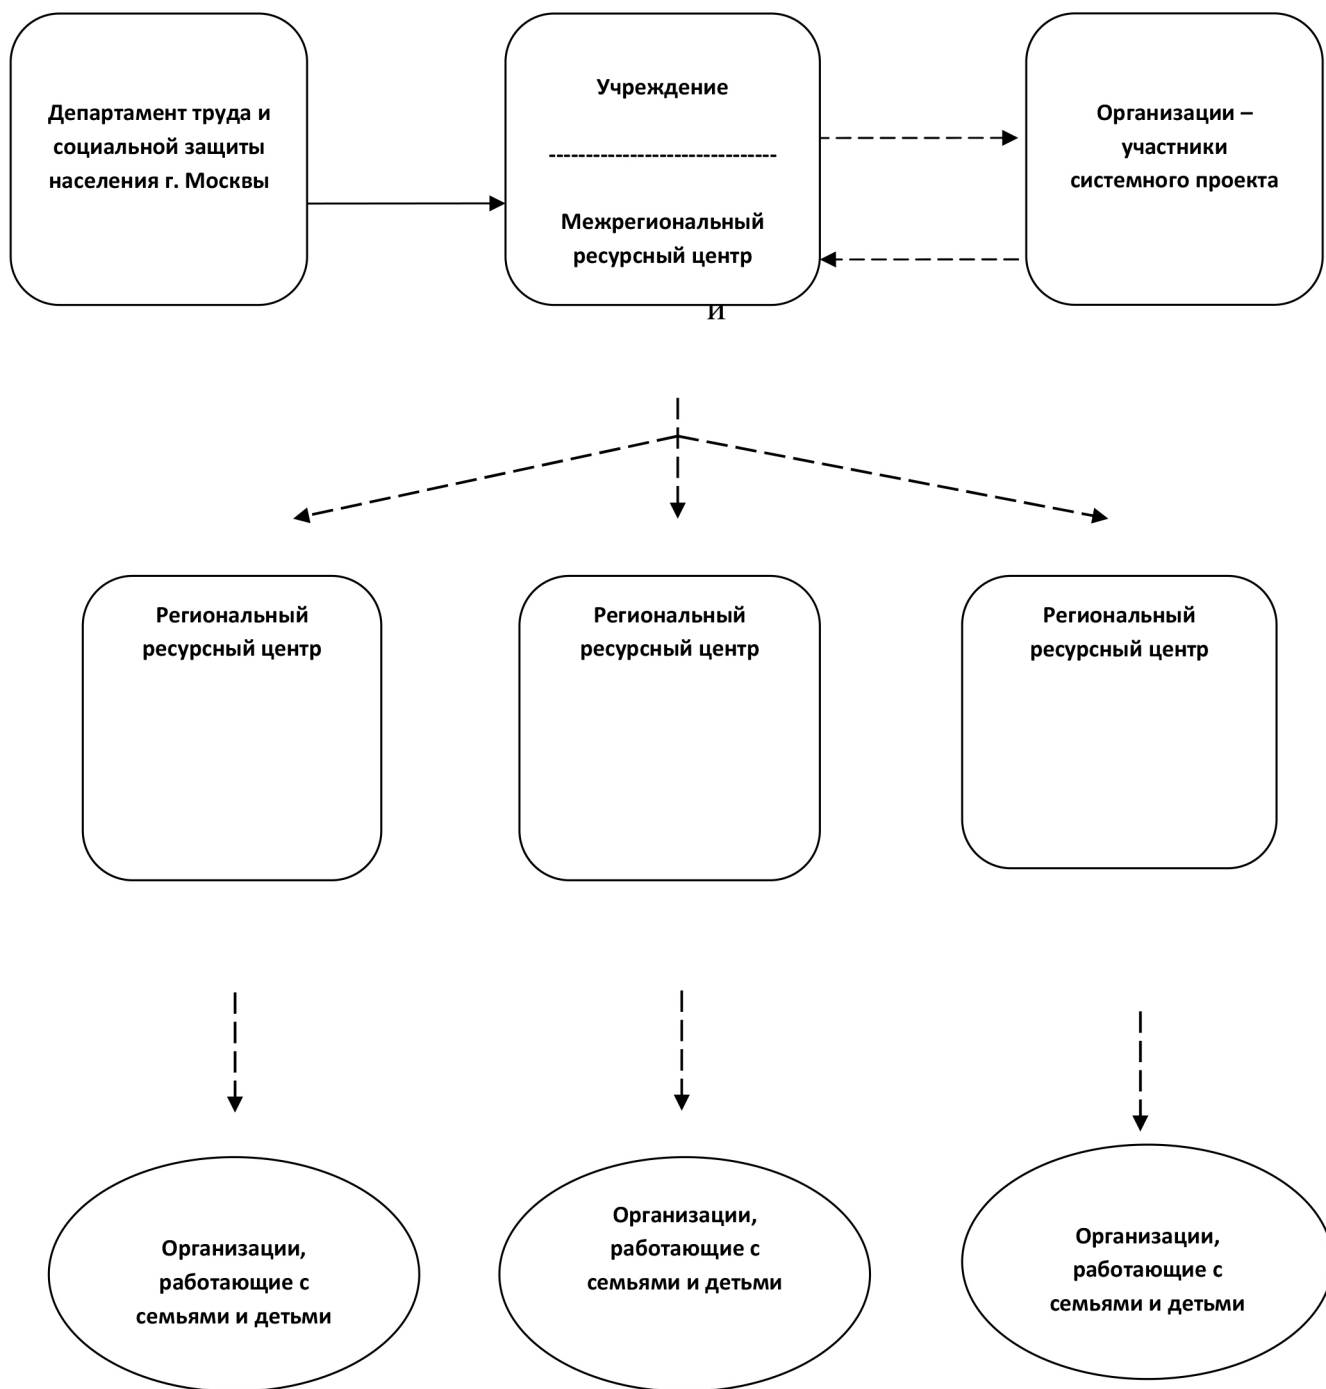 Департамент труда и
социальной защиты
населения г. Москвы
Учреждение
-------------------------------
Межрегиональный
ресурсный центр
Организации –
участники
системного проекта
и
Региональный
ресурсный центр
Региональный
ресурсный центр
Региональный
ресурсный центр
Организации,
работающие с
семьями и детьми
Организации,
работающие с
семьями и детьми
Организации,
работающие с
семьями и детьми